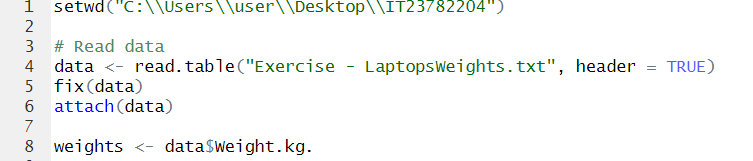 1 setwd("C:\\Users\\user\\Desktop\\IT23782204")
2
3 # Read data
4 data <- read.table("Exercise - LaptopsWeights.txt", header = TRUE)
5 fix(data)
6 attach(data)
7
8 weights <- data$Weight.kg.